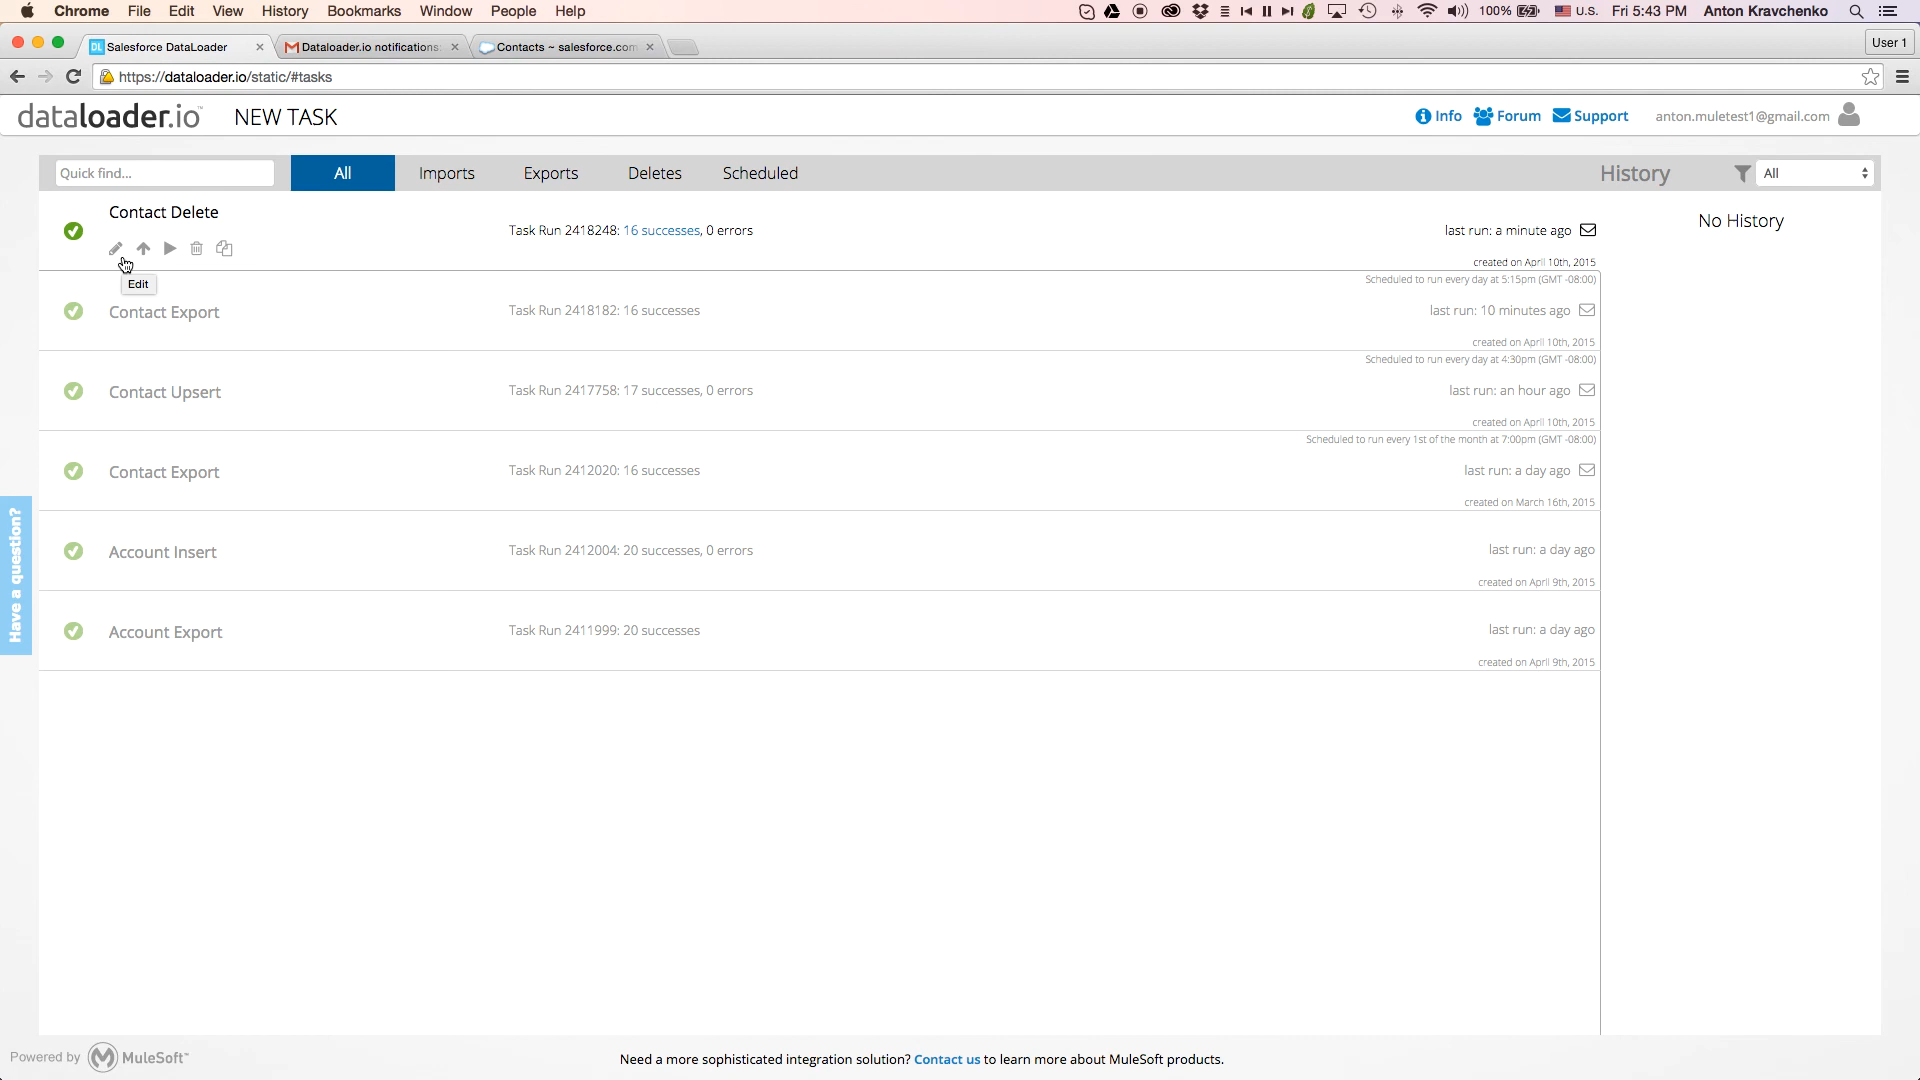 Chrome File Edit View History Bookmarks Window People Help 100% U.S. Fri 5:43 PM Anton Kravchenko
DL Salesforce DataLoader Dataloader.io notifications: Contacts ~ salesforce.com User 1
https://dataloader.io/static/#tasks
dataloader.io™ NEW TASK Info Forum Support anton.muletest1@gmail.com
Quick find... All Imports Exports Deletes Scheduled History All
Contact Delete
Task Run 2418248: 16 successes, 0 errors
last run: a minute ago
created on April 10th, 2015
No History
Edit
Scheduled to run every day at 5:15pm (GMT -08:00)
Contact Export
Task Run 2418182: 16 successes
last run: 10 minutes ago
created on April 10th, 2015
Scheduled to run every day at 4:30pm (GMT -08:00)
Contact Upsert
Task Run 2417758: 17 successes, 0 errors
last run: an hour ago
created on April 10th, 2015
Scheduled to run every 1st of the month at 7:00pm (GMT -08:00)
Contact Export
Task Run 2412020: 16 successes
last run: a day ago
created on March 16th, 2015
Account Insert
Task Run 2412004: 20 successes, 0 errors
last run: a day ago
created on April 9th, 2015
Account Export
Task Run 2411999: 20 successes
last run: a day ago
created on April 9th, 2015
Have a question?
Powered by MuleSoft™
Need a more sophisticated integration solution? Contact us to learn more about MuleSoft products.